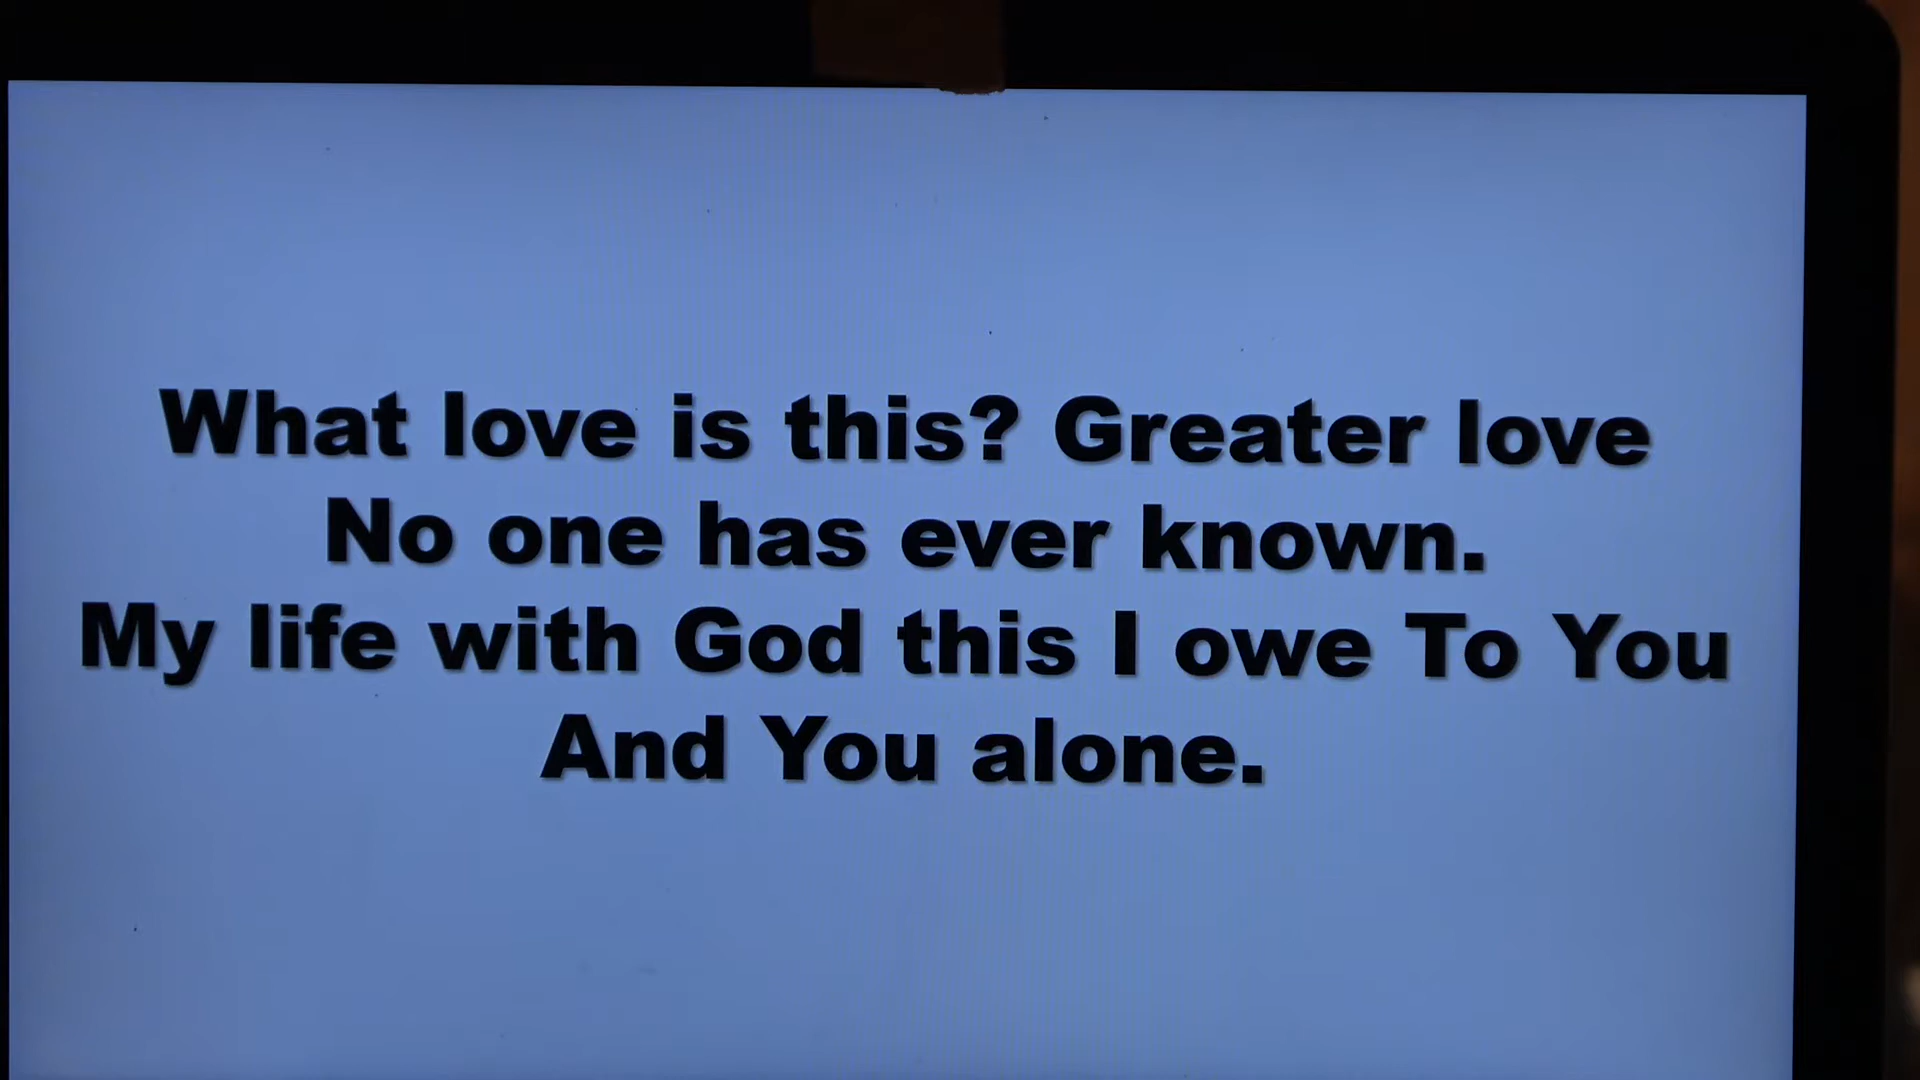 What love is this? Greater love
No one has ever known.
My life with God this I owe To You
And You alone.